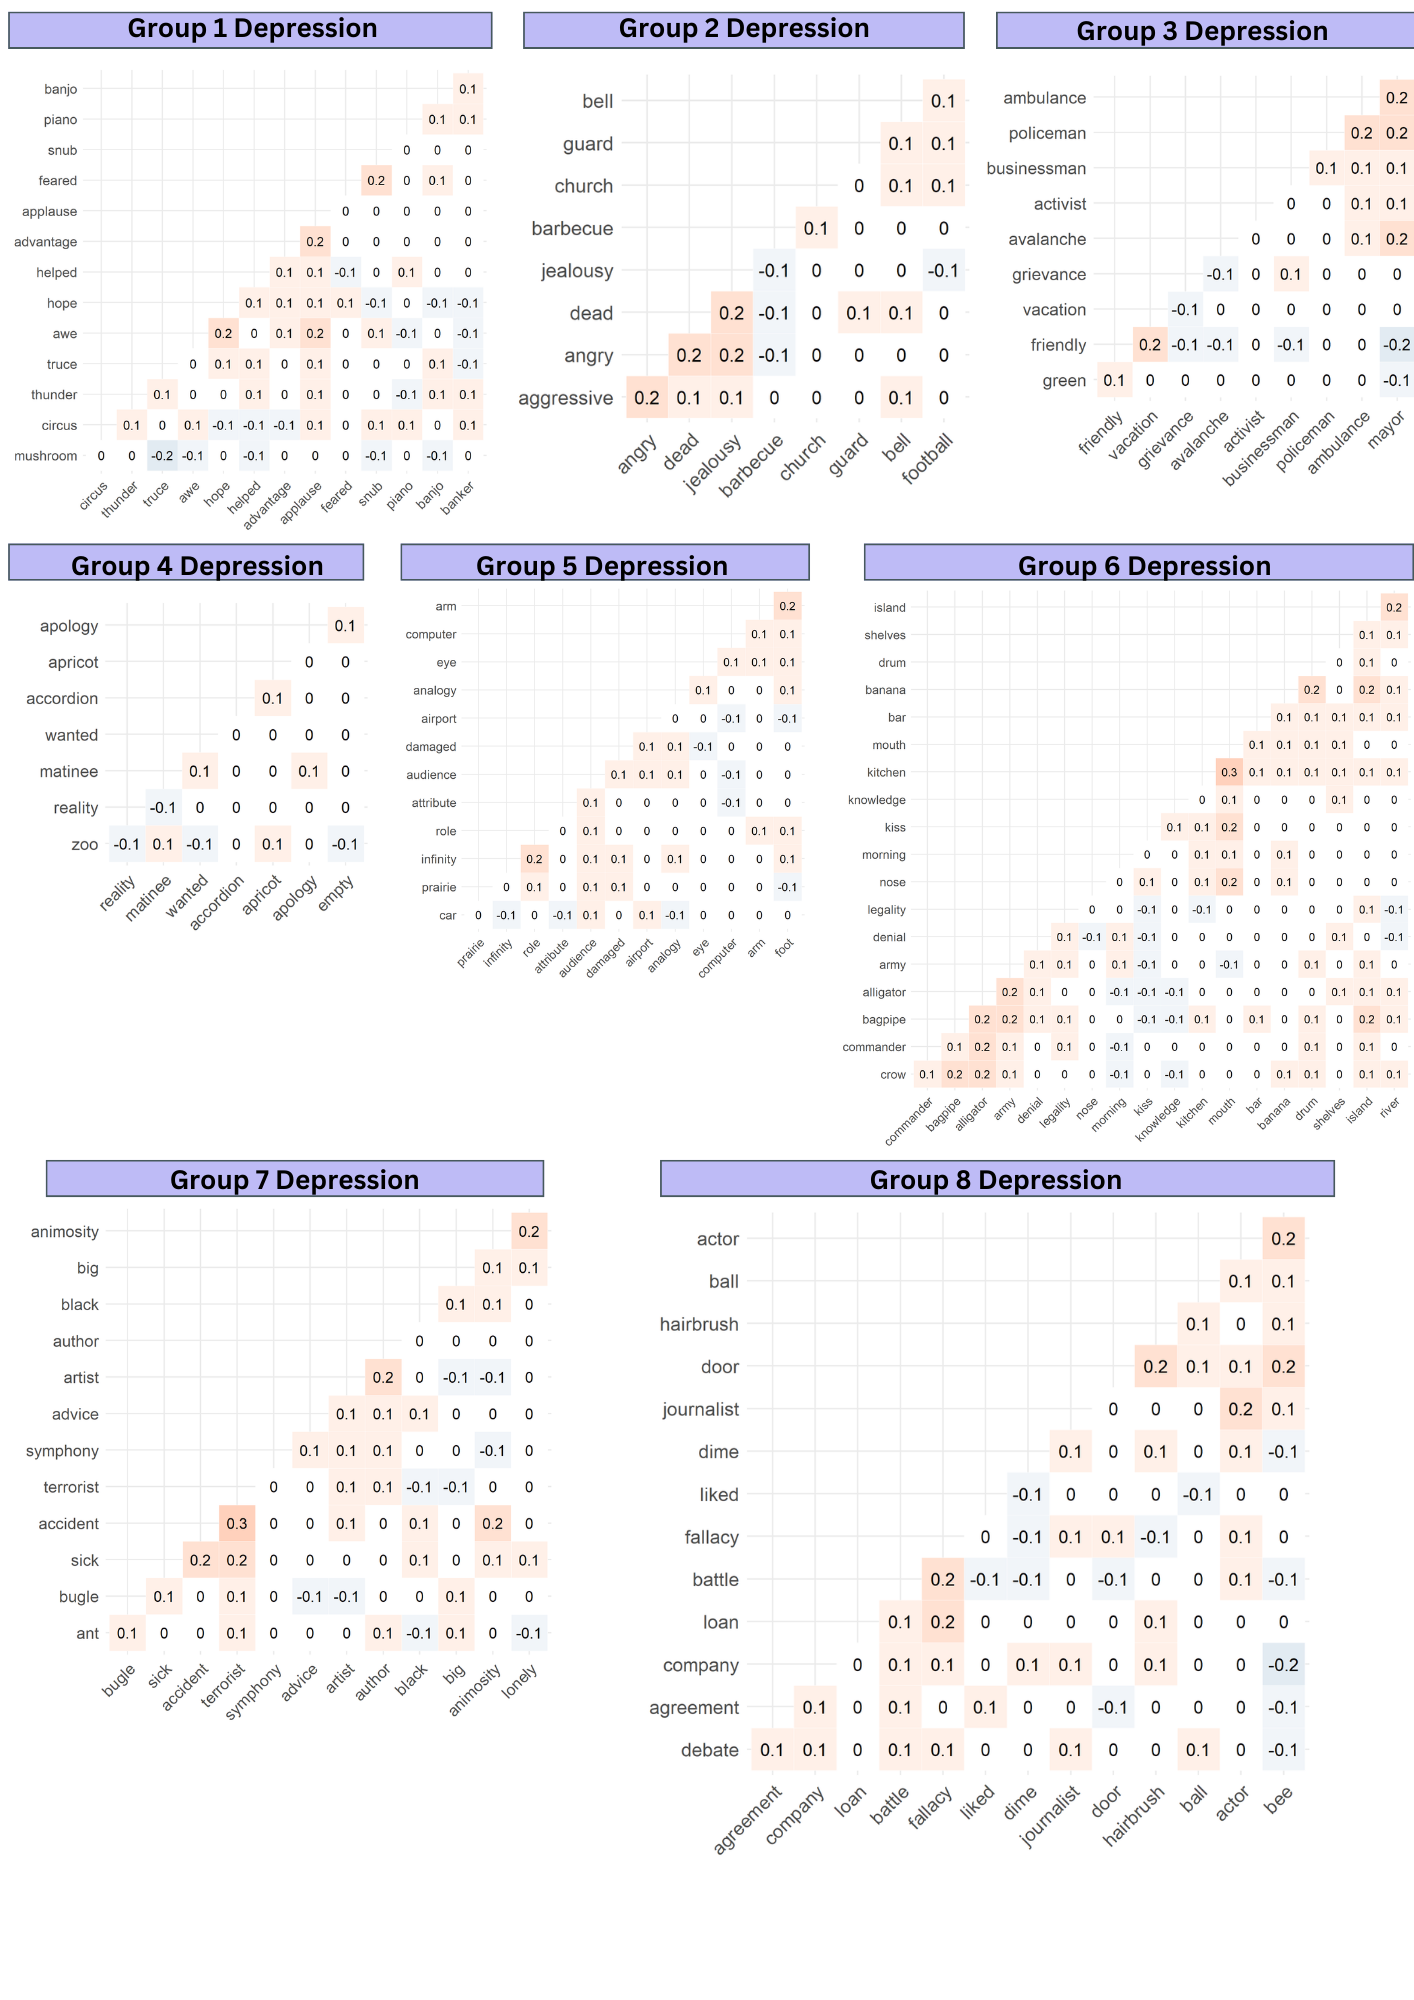 Group 1 Depression
banjo 0.1
piano 0.1 0.1
snub 0 0 0
feared 0.2 0 0.1 0
applause 0 0 0 0 0
advantage 0.2 0 0 0 0 0
helped 0.1 0.1 -0.1 0 0.1 0 0
hope 0.1 0.1 0.1 0.1 -0.1 0 -0.1 -0.1
awe 0.2 0 0.1 0.2 0 0.1 -0.1 0 -0.1
truce 0 0.1 0.1 0 0.1 0 0 0 0.1 -0.1
thunder 0.1 0 0 0.1 0 0.1 0 0 -0.1 0.1 0.1
circus 0.1 0 0.1 -0.1 -0.1 -0.1 0.1 0 0.1 0.1 0 0.1
mushroom 0 0 -0.2 -0.1 0 -0.1 0 0 0 -0.1 0 -0.1 0
circus thunder truce awe hope helped advantage applause feared snub piano banjo banker
Group 2 Depression
bell 0.1
guard 0.1 0.1
church 0 0.1 0.1
barbecue 0.1 0 0 0
jealousy -0.1 0 0 0 -0.1
dead 0.2 -0.1 0 0.1 0.1 0
angry 0.2 0.2 -0.1 0 0 0 0
aggressive 0.2 0.1 0.1 0 0 0 0.1 0
angry dead jealousy barbecue church guard bell football
Group 3 Depression
ambulance 0.2
policeman 0.2 0.2
businessman 0.1 0.1 0.1
activist 0 0 0.1 0.1
avalanche 0 0 0 0.1 0.2
grievance -0.1 0 0.1 0 0 0
vacation -0.1 0 0 0 0 0 0
friendly 0.2 -0.1 -0.1 0 -0.1 0 0 -0.2
green 0.1 0 0 0 0 0 0 0 -0.1
friendly vacation grievance avalanche activist businessman policeman ambulance mayor
Group 4 Depression
apology 0.1
apricot 0 0
accordion 0.1 0 0
wanted 0 0 0 0
matinee 0.1 0 0 0.1 0
reality -0.1 0 0 0 0 0
zoo -0.1 0.1 -0.1 0 0.1 0 -0.1
reality matinee wanted accordion apricot apology empty
Group 5 Depression
arm 0.2
computer 0.1 0.1
eye 0.1 0.1 0.1
analogy 0.1 0 0 0.1
airport 0 0 -0.1 0 -0.1
damaged 0.1 0.1 -0.1 0 0 0
audience 0.1 0.1 0.1 0 -0.1 0 0
attribute 0.1 0 0 0 0 -0.1 0 0
role 0 0.1 0 0 0 0 0 0.1 0.1
infinity 0.2 0 0.1 0.1 0 0.1 0 0 0 0.1
prairie 0 0.1 0 0.1 0.1 0 0 0 0 0 -0.1
car 0 -0.1 0 -0.1 0.1 0 0.1 -0.1 0 0 0 0
prairie infinity role attribute audience damaged airport analogy eye computer arm foot
Group 6 Depression
island 0.2
shelves 0.1 0.1
drum 0 0.1 0
banana 0.2 0 0.2 0.1
bar 0.1 0.1 0.1 0.1 0.1
mouth 0.1 0.1 0.1 0.1 0 0
kitchen 0.3 0.1 0.1 0.1 0.1 0.1 0.1
knowledge 0 0.1 0 0 0 0.1 0 0
kiss 0.1 0.1 0.2 0 0 0 0 0 0
morning 0 0 0.1 0.1 0 0.1 0 0 0 0
nose 0 0.1 0 0.1 0.2 0 0.1 0 0 0 0
legality 0 0 -0.1 0 -0.1 0 0 0 0 0 0.1 -0.1
denial 0.1 -0.1 0.1 -0.1 0 0 0 0 0 0 0.1 0 -0.1
army 0.1 0.1 0 0.1 -0.1 0 0 -0.1 0 0 0.1 0 0.1 0
alligator 0.2 0.1 0 0 -0.1 -0.1 -0.1 0 0 0 0 0 0.1 0.1 0.1
bagpipe 0.2 0.2 0.1 0.1 0 0 -0.1 -0.1 0.1 0 0.1 0 0.1 0 0.2 0.1
commander 0.1 0.2 0.1 0 0.1 0 -0.1 0 0 0 0 0 0 0.1 0 0.1 0
crow 0.1 0.2 0.2 0.1 0 0 0 -0.1 0 -0.1 0 0 0 0.1 0.1 0 0.1 0.1
commander bagpipe alligator army denial legality nose morning kiss knowledge kitchen mouth bar banana drum shelves island river
Group 7 Depression
animosity 0.2
big 0.1 0.1
black 0.1 0.1 0
author 0 0 0 0
artist 0.2 0 -0.1 -0.1 0
advice 0.1 0.1 0.1 0 0 0
symphony 0.1 0.1 0.1 0 0 -0.1 0
terrorist 0 0 0.1 0.1 -0.1 -0.1 0 0
accident 0.3 0 0 0.1 0 0.1 0 0.2 0
sick 0.2 0.2 0 0 0 0 0.1 0 0.1 0.1
bugle 0.1 0 0.1 0 -0.1 -0.1 0 0 0.1 0 0
ant 0.1 0 0 0.1 0 0 0 0.1 -0.1 0.1 0 -0.1
bugle sick accident terrorist symphony advice artist author black big animosity lonely
Group 8 Depression
actor 0.2
ball 0.1 0.1
hairbrush 0.1 0 0.1
door 0.2 0.1 0.1 0.2
journalist 0 0 0 0.2 0.1
dime 0.1 0 0.1 0 0.1 -0.1
liked -0.1 0 0 0 -0.1 0 0
fallacy 0 -0.1 0.1 0.1 -0.1 0 0.1 0
battle 0.2 -0.1 -0.1 0 -0.1 0 0 0.1 -0.1
loan 0.1 0.2 0 0 0 0 0.1 0 0 0
company 0 0.1 0.1 0 0.1 0.1 0 0.1 0 0 -0.2
agreement 0.1 0 0.1 0 0.1 0 0 -0.1 0 0 0 -0.1
debate 0.1 0.1 0 0.1 0.1 0 0 0.1 0 0 0.1 0 -0.1
agreement company loan battle fallacy liked dime journalist door hairbrush ball actor bee